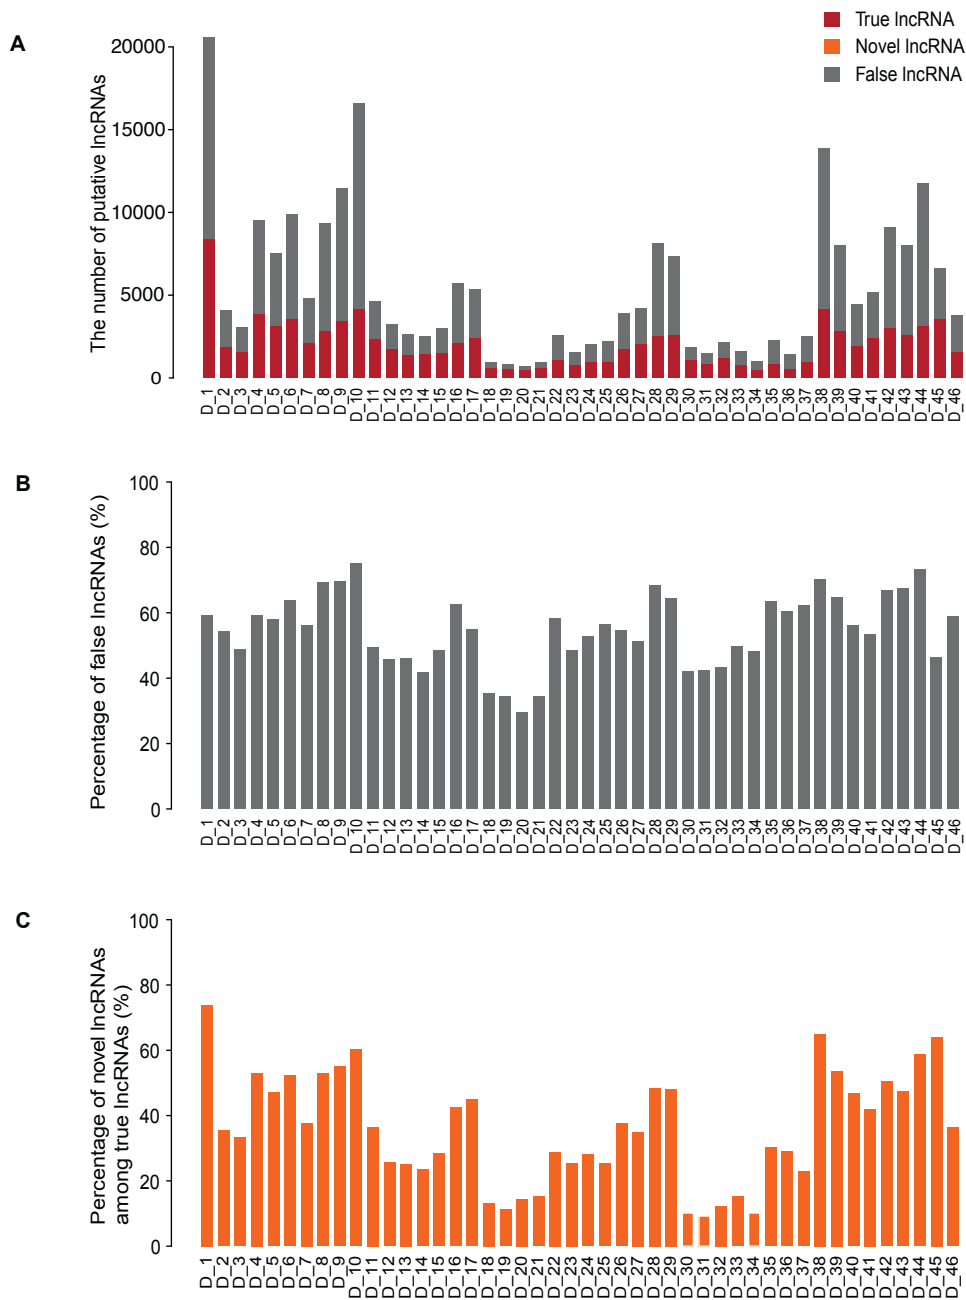 True lncRNA
Novel lncRNA
False lncRNA
A
The number of putative lncRNAs
20000
15000
10000
5000
0
D_1 D_2 D_3 D_4 D_5 D_6 D_7 D_8 D_9 D_10 D_11 D_12 D_13 D_14 D_15 D_16 D_17 D_18 D_19 D_20 D_21 D_22 D_23 D_24 D_25 D_26 D_27 D_28 D_29 D_30 D_31 D_32 D_33 D_34 D_35 D_36 D_37 D_38 D_39 D_40 D_41 D_42 D_43 D_44 D_45 D_46
B
Percentage of false lncRNAs (%)
100
80
60
40
20
0
D_1 D_2 D_3 D_4 D_5 D_6 D_7 D_8 D_9 D_10 D_11 D_12 D_13 D_14 D_15 D_16 D_17 D_18 D_19 D_20 D_21 D_22 D_23 D_24 D_25 D_26 D_27 D_28 D_29 D_30 D_31 D_32 D_33 D_34 D_35 D_36 D_37 D_38 D_39 D_40 D_41 D_42 D_43 D_44 D_45 D_46
C
Percentage of novel lncRNAs
among true lncRNAs (%)
100
80
60
40
20
0
D_1 D_2 D_3 D_4 D_5 D_6 D_7 D_8 D_9 D_10 D_11 D_12 D_13 D_14 D_15 D_16 D_17 D_18 D_19 D_20 D_21 D_22 D_23 D_24 D_25 D_26 D_27 D_28 D_29 D_30 D_31 D_32 D_33 D_34 D_35 D_36 D_37 D_38 D_39 D_40 D_41 D_42 D_43 D_44 D_45 D_46